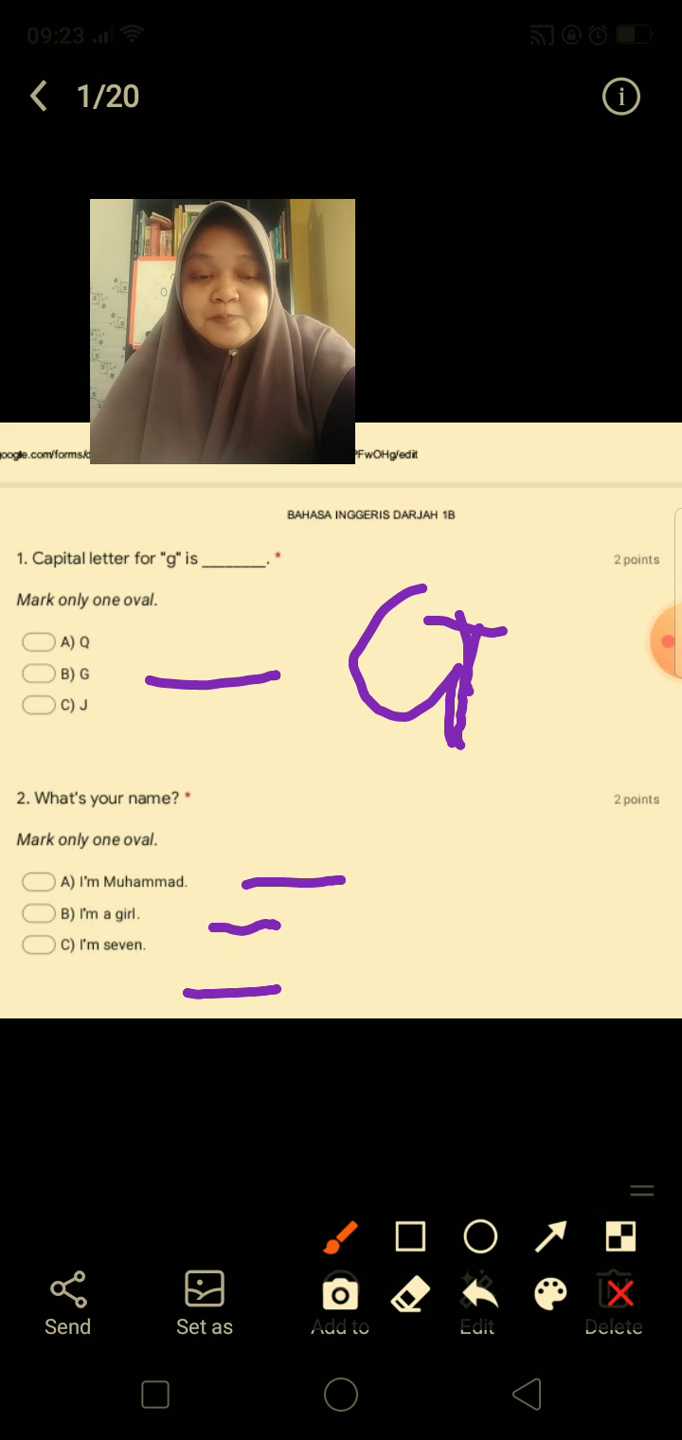 09:23
1/20
i
google.com/forms/
PFwOHg/edit
BAHASA INGGERIS DARJAH 1B
1. Capital letter for "g" is ________. *
2 points
Mark only one oval.
A) Q
B) G
C) J
G
2. What's your name? *
2 points
Mark only one oval.
A) I'm Muhammad.
B) I'm a girl.
C) I'm seven.
Send
Set as
Add to
Edit
Delete